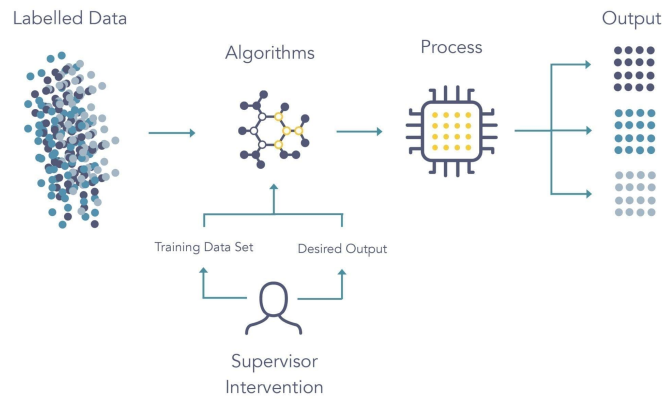 Labelled Data
Output
Algorithms
Process
Training Data Set
Desired Output
Supervisor
Intervention